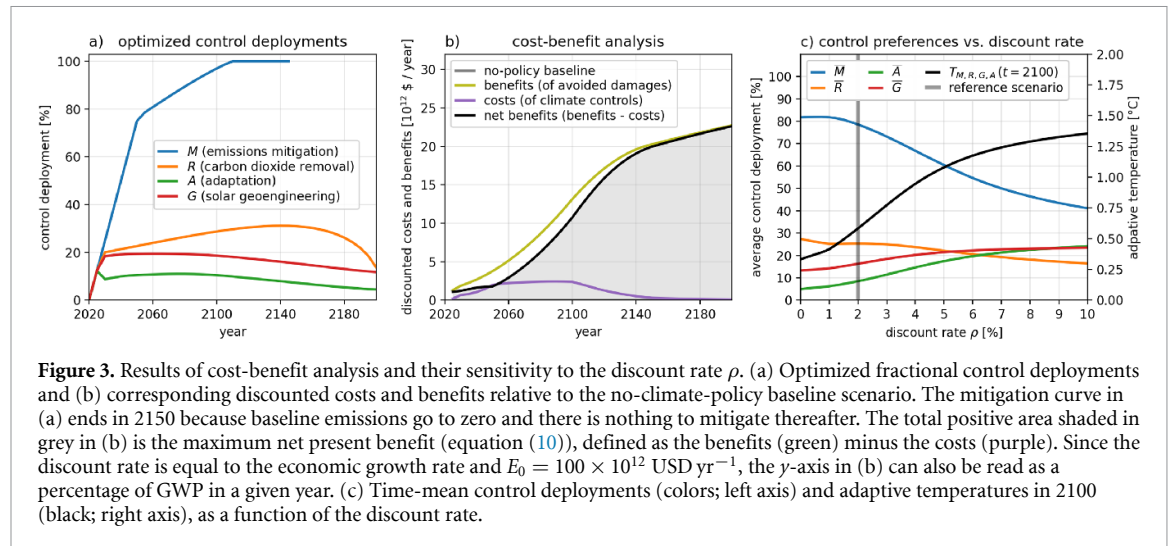 a) optimized control deployments
control deployment [%]
100
80
60
40
20
0
M (emissions mitigation)
R (carbon dioxide removal)
A (adaptation)
G (solar geoengineering)
2020 2060 2100 2140 2180
year
b) cost-benefit analysis
discounted costs and benefits [10¹² $ / year]
30
25
20
15
10
5
0
no-policy baseline
benefits (of avoided damages)
costs (of climate controls)
net benefits (benefits - costs)
2020 2060 2100 2140 2180
year
c) control preferences vs. discount rate
average control deployment [%]
100
90
80
70
60
50
40
30
20
10
0
M̅ A̅ T_{M, R, G, A} (t = 2100)
R̅ G̅ reference scenario
2.00
1.75
1.50
1.25
1.00
0.75
0.50
0.25
0.00
adpative temperature [°C]
0 1 2 3 4 5 6 7 8 9 10
discount rate ρ [%]
Figure 3. Results of cost-benefit analysis and their sensitivity to the discount rate ρ. (a) Optimized fractional control deployments
and (b) corresponding discounted costs and benefits relative to the no-climate-policy baseline scenario. The mitigation curve in
(a) ends in 2150 because baseline emissions go to zero and there is nothing to mitigate thereafter. The total positive area shaded in
grey in (b) is the maximum net present benefit (equation (10)), defined as the benefits (green) minus the costs (purple). Since the
discount rate is equal to the economic growth rate and E₀ = 100 × 10¹² USD yr⁻¹, the y-axis in (b) can also be read as a
percentage of GWP in a given year. (c) Time-mean control deployments (colors; left axis) and adaptive temperatures in 2100
(black; right axis), as a function of the discount rate.